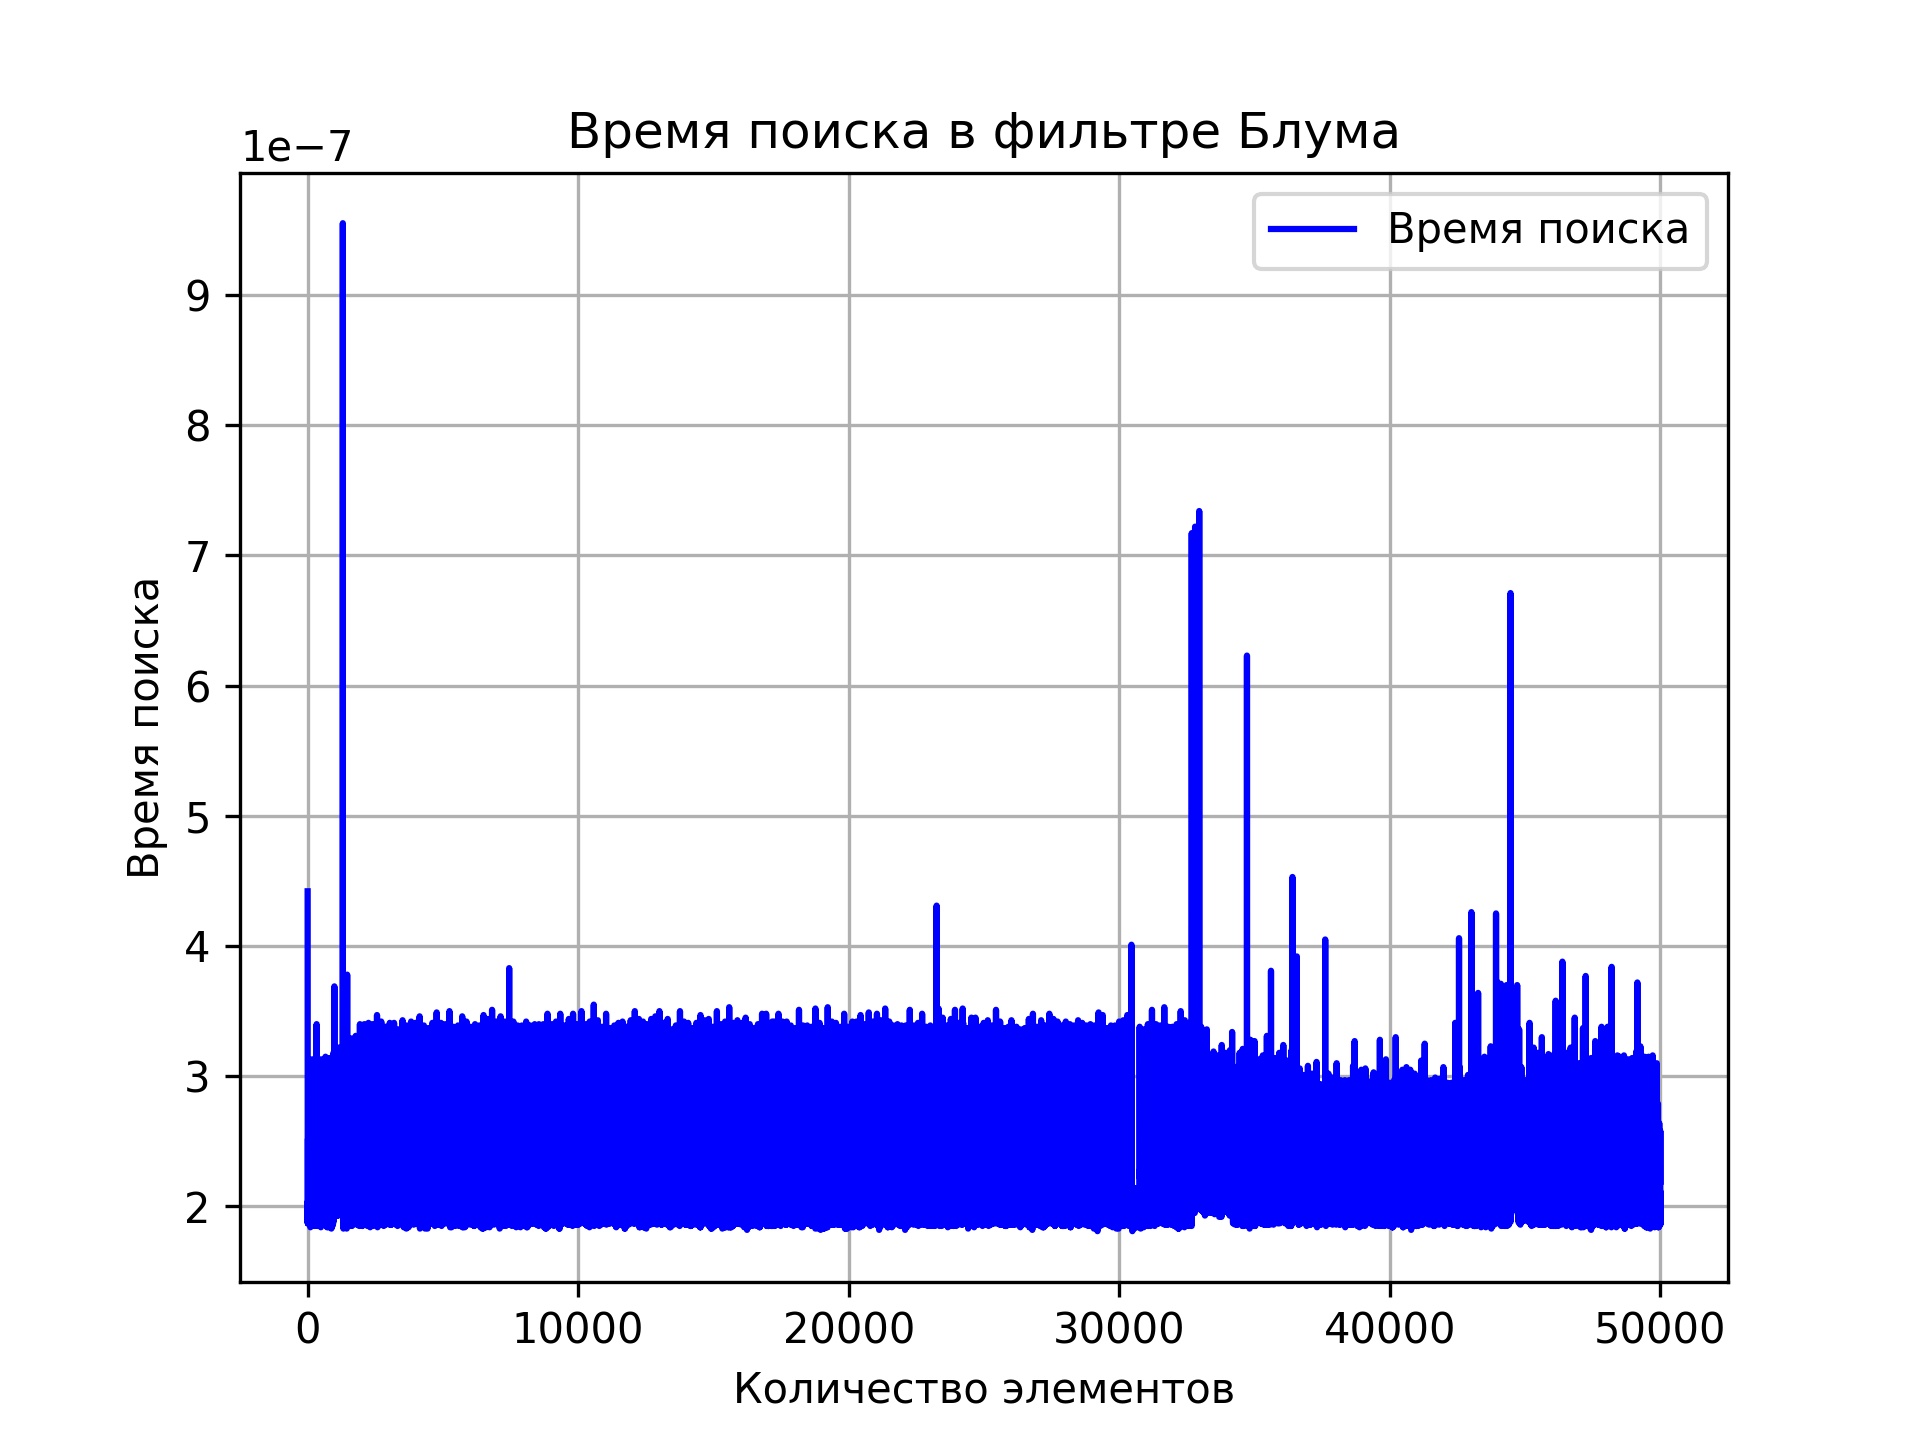 Время поиска в фильтре Блума
1e−7
Время поиска
9
8
7
6
5
4
3
2
Время поиска
0 10000 20000 30000 40000 50000
Количество элементов